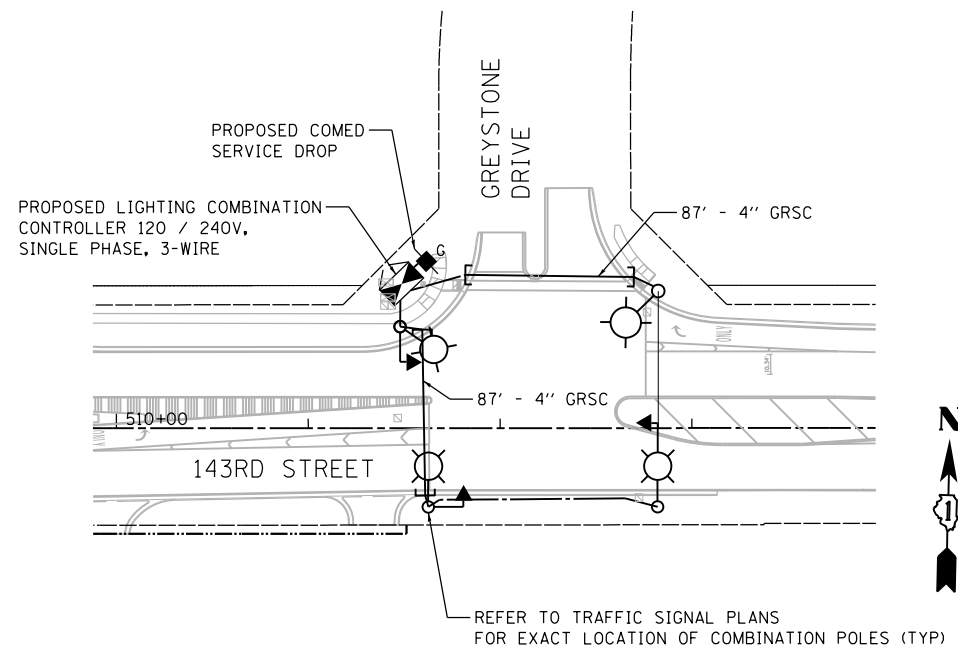 GREYSTONE
DRIVE
PROPOSED COMED
SERVICE DROP
PROPOSED LIGHTING COMBINATION
CONTROLLER 120 / 240V,
SINGLE PHASE, 3-WIRE
G
87' - 4'' GRSC
ONLY
87' - 4'' GRSC
510+00
143RD STREET
N
1
REFER TO TRAFFIC SIGNAL PLANS
FOR EXACT LOCATION OF COMBINATION POLES (TYP)